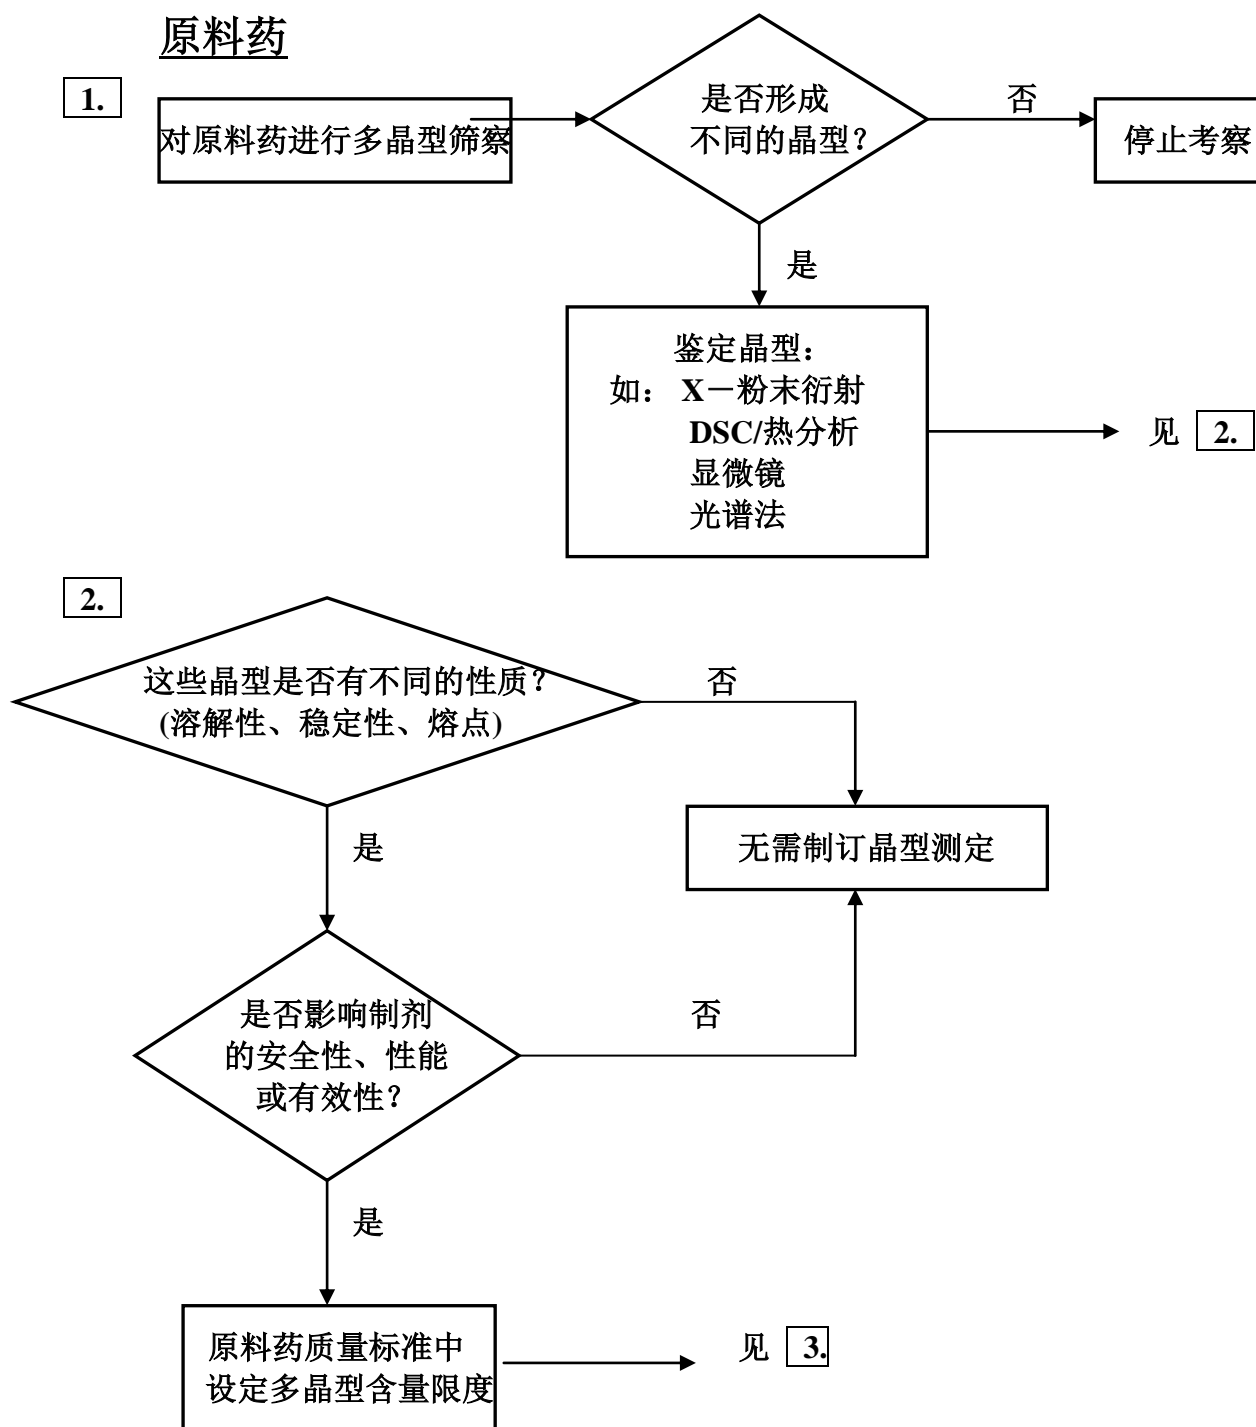 原料药
1.
对原料药进行多晶型筛察
是否形成
不同的晶型？
否
停止考察
是
鉴定晶型：
如： X－粉末衍射
DSC/热分析
显微镜
光谱法
见 2.
2.
这些晶型是否有不同的性质？
(溶解性、稳定性、熔点)
否
是
无需制订晶型测定
是否影响制剂
的安全性、性能
或有效性？
否
是
原料药质量标准中
设定多晶型含量限度
见 3.